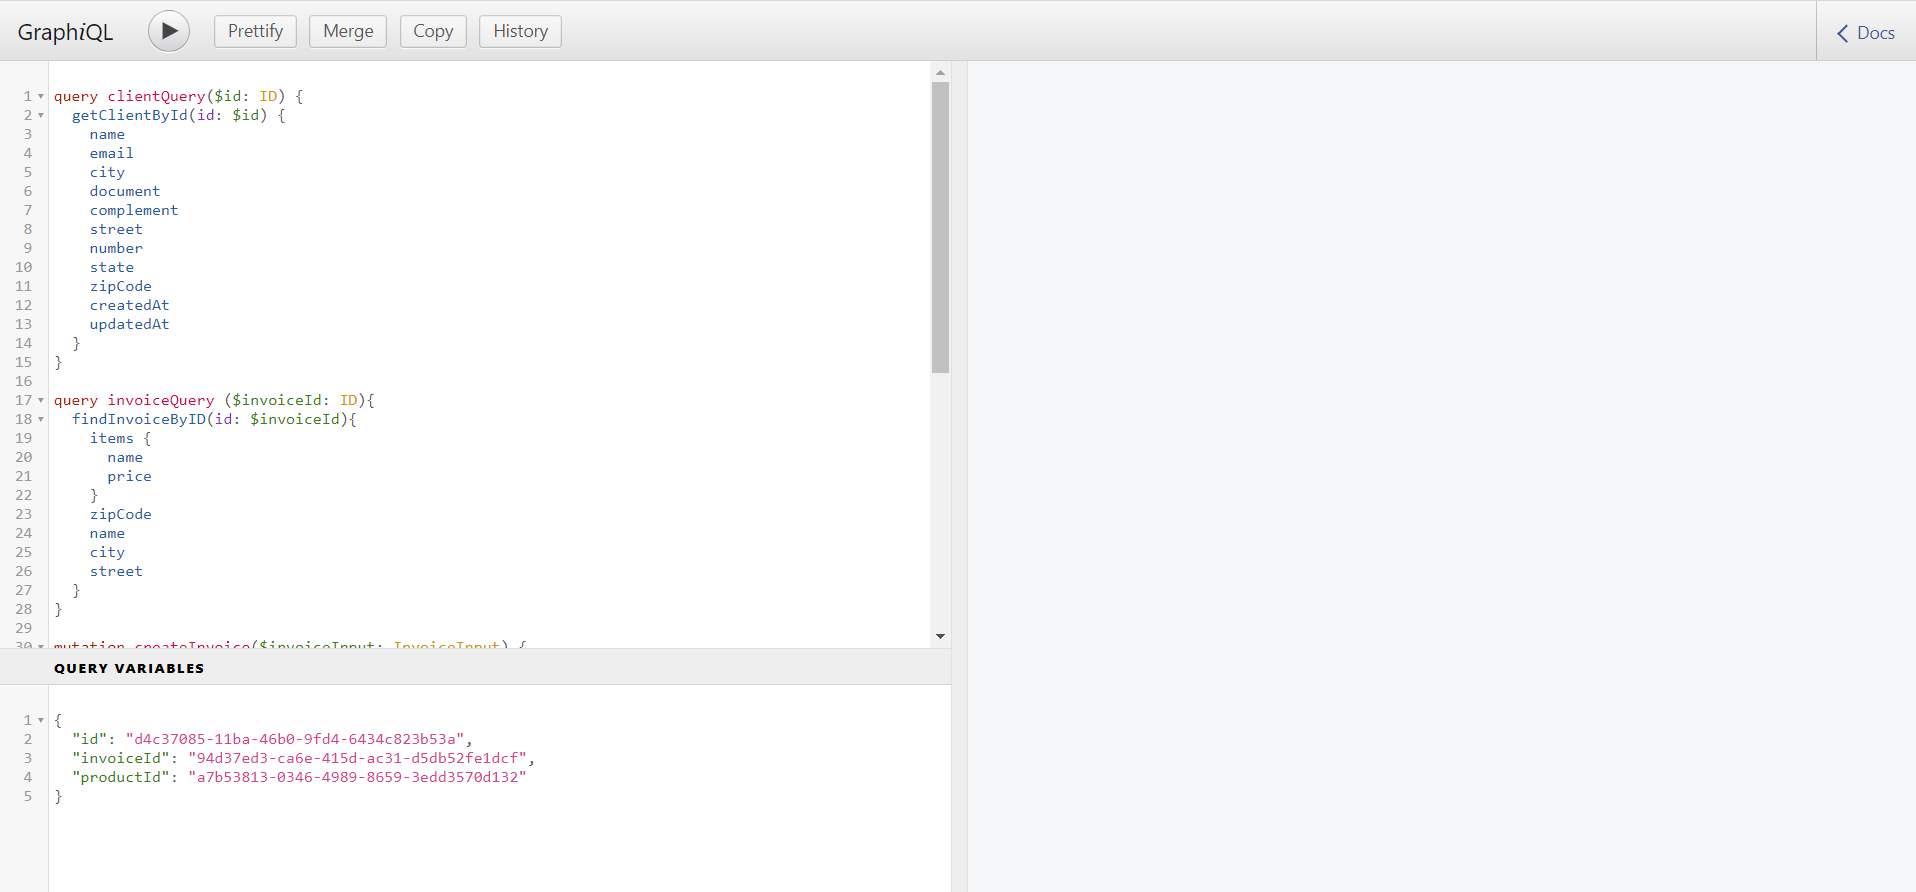 GraphiQL Prettify Merge Copy History Docs
1 query clientQuery($id: ID) {
2 getClientById(id: $id) {
3 name
4 email
5 city
6 document
7 complement
8 street
9 number
10 state
11 zipCode
12 createdAt
13 updatedAt
14 }
15 }
16
17 query invoiceQuery ($invoiceId: ID){
18 findInvoiceByID(id: $invoiceId){
19 items {
20 name
21 price
22 }
23 zipCode
24 name
25 city
26 street
27 }
28 }
29
30 mutation createInvoice($invoiceInput: InvoiceInput) {
QUERY VARIABLES
1 {
2 "id": "d4c37085-11ba-46b0-9fd4-6434c823b53a",
3 "invoiceId": "94d37ed3-ca6e-415d-ac31-d5db52fe1dcf",
4 "productId": "a7b53813-0346-4989-8659-3edd3570d132"
5 }